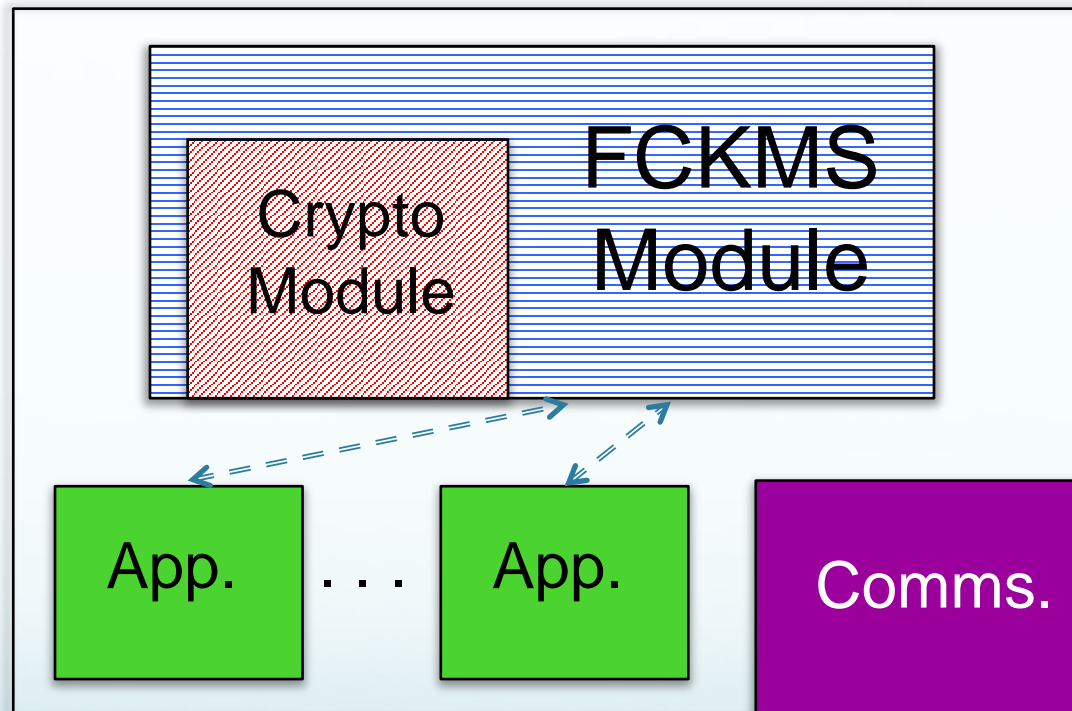 FCKMS
Module
Crypto
Module
App.
. . .
App.
Comms.